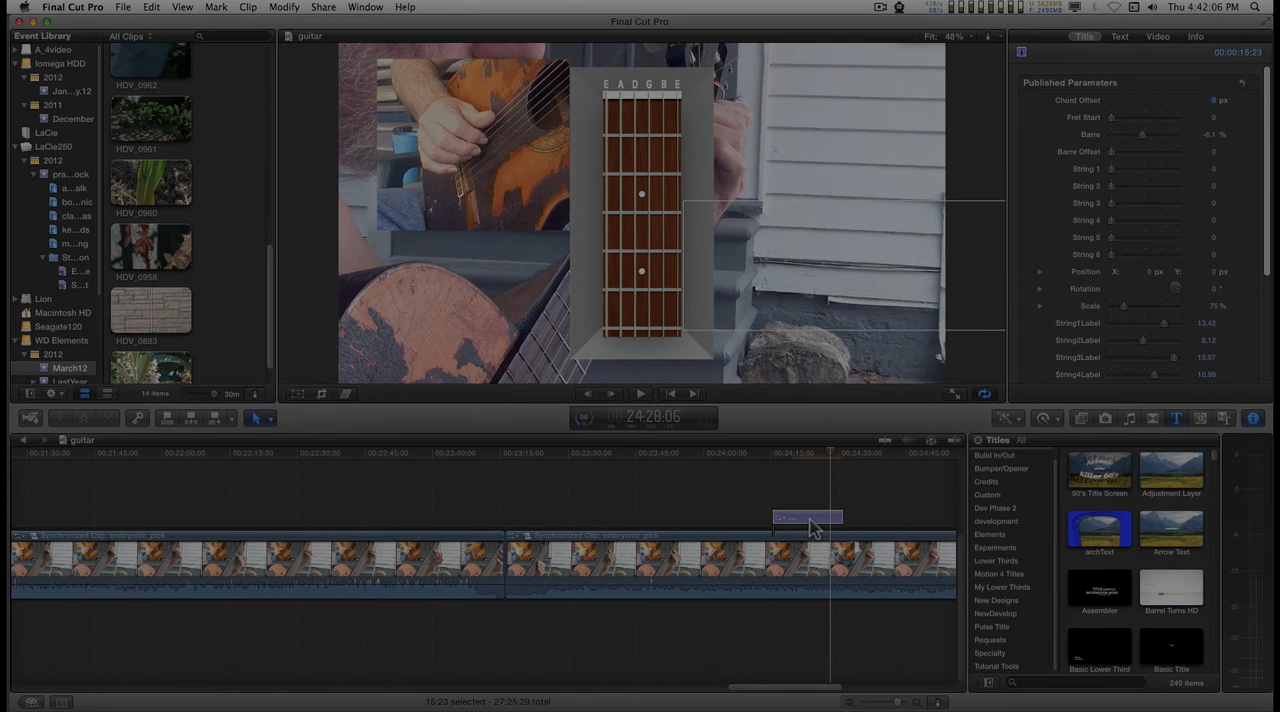 Final Cut Pro File Edit View Mark Clip Modify Share Window Help Thu 4:42:06 PM
Final Cut Pro
Event Library All Clips guitar Fit: 48% Title Text Video Info
A_4video
Iomega HDD
2012
Jan...y.12
2011
December
LaCie
LaCie250
2012
pra...ock
a...alk
bo...nic
cla...as
ke...ds
m...ng
St...on
E...e
S...t
Lion
Macintosh HD
Seagate120
WD Elements
2012
March12
LastYear
HDV_0962
HDV_0961
HDV_0960
HDV_0958
HDV_0883
14 items 30m
E A D G B E
00:00:15:23
Published Parameters
Chord Offset 0 px
Fret Start 0
Barre -6.1 %
Barre Offset 0
String 1 0
String 2 0
String 3 0
String 4 0
String 5 0
String 6 0
Position X: 0 px Y: 0 px
Rotation 0 °
Scale 75 %
String1Label 13.42
String2Label 8.12
String3Label 15.97
String4Label 10.99
24:28:06
guitar
00:21:30:00 00:21:45:00 00:22:00:00 00:22:15:00 00:22:30:00 00:22:45:00 00:23:00:00 00:23:15:00 00:23:30:00 00:23:45:00 00:24:00:00 00:24:15:00 00:24:30:00 00:24:45:00
Synchronized Clip: embryonic_pick Synchronized Clip: embryonic_pick
Titles All
Build In/Out
Bumper/Opener
Credits
Custom
Dev Phase 2
development
Elements
Experiments
Lower Thirds
Motion 4 Titles
My Lower Thirds
New Designs
NewDevelop
Pulse Title
Requests
Specialty
Tutorial Tools
50's Title Screen Adjustment Layer
archText Arrow Text
Assembler Barrel Turns HD
Basic Lower Third Basic Title
240 items
15:23 selected - 27:25:29 total